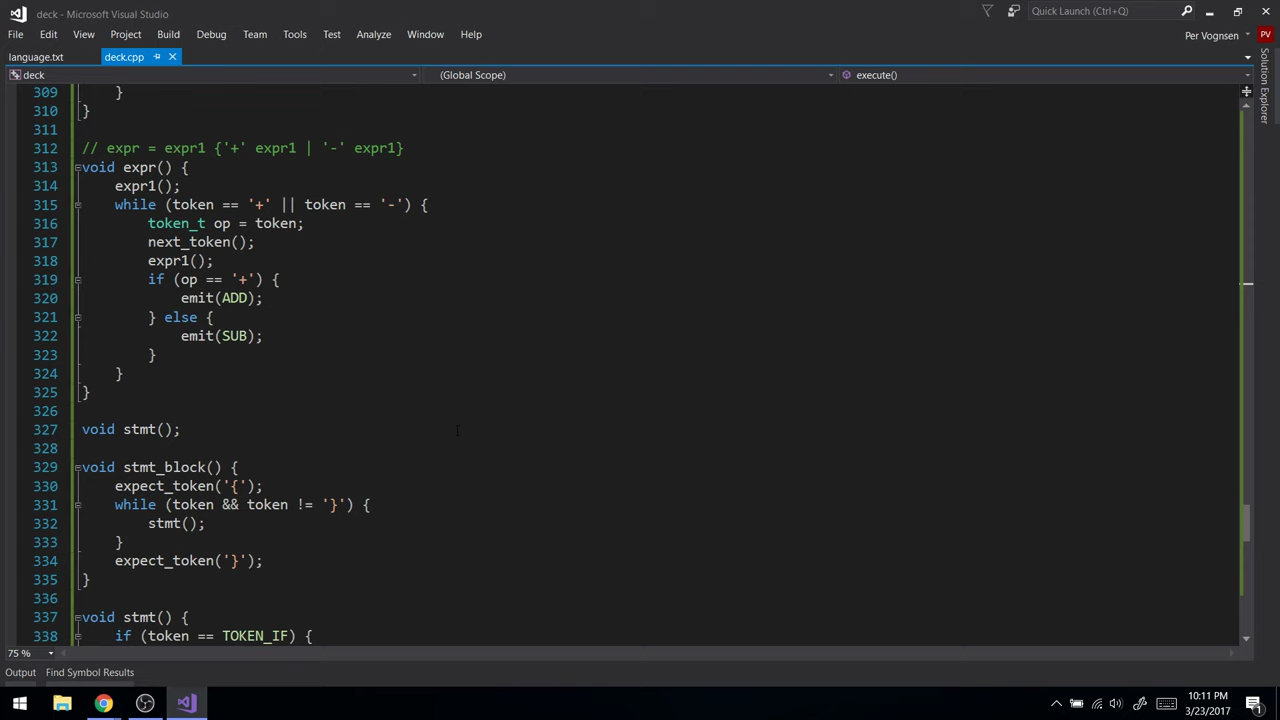 deck - Microsoft Visual Studio
Quick Launch (Ctrl+Q)
File Edit View Project Build Debug Team Tools Test Analyze Window Help
Per Vognsen PV
language.txt deck.cpp
deck (Global Scope) execute()
Solution Explorer
309 }
310 }
311
312 // expr = expr1 {'+' expr1 | '-' expr1}
313 void expr() {
314 expr1();
315 while (token == '+' || token == '-') {
316 token_t op = token;
317 next_token();
318 expr1();
319 if (op == '+') {
320 emit(ADD);
321 } else {
322 emit(SUB);
323 }
324 }
325 }
326
327 void stmt();
328
329 void stmt_block() {
330 expect_token('{');
331 while (token && token != '}') {
332 stmt();
333 }
334 expect_token('}');
335 }
336
337 void stmt() {
338 if (token == TOKEN_IF) {
75 %
Output Find Symbol Results
10:11 PM
3/23/2017
1